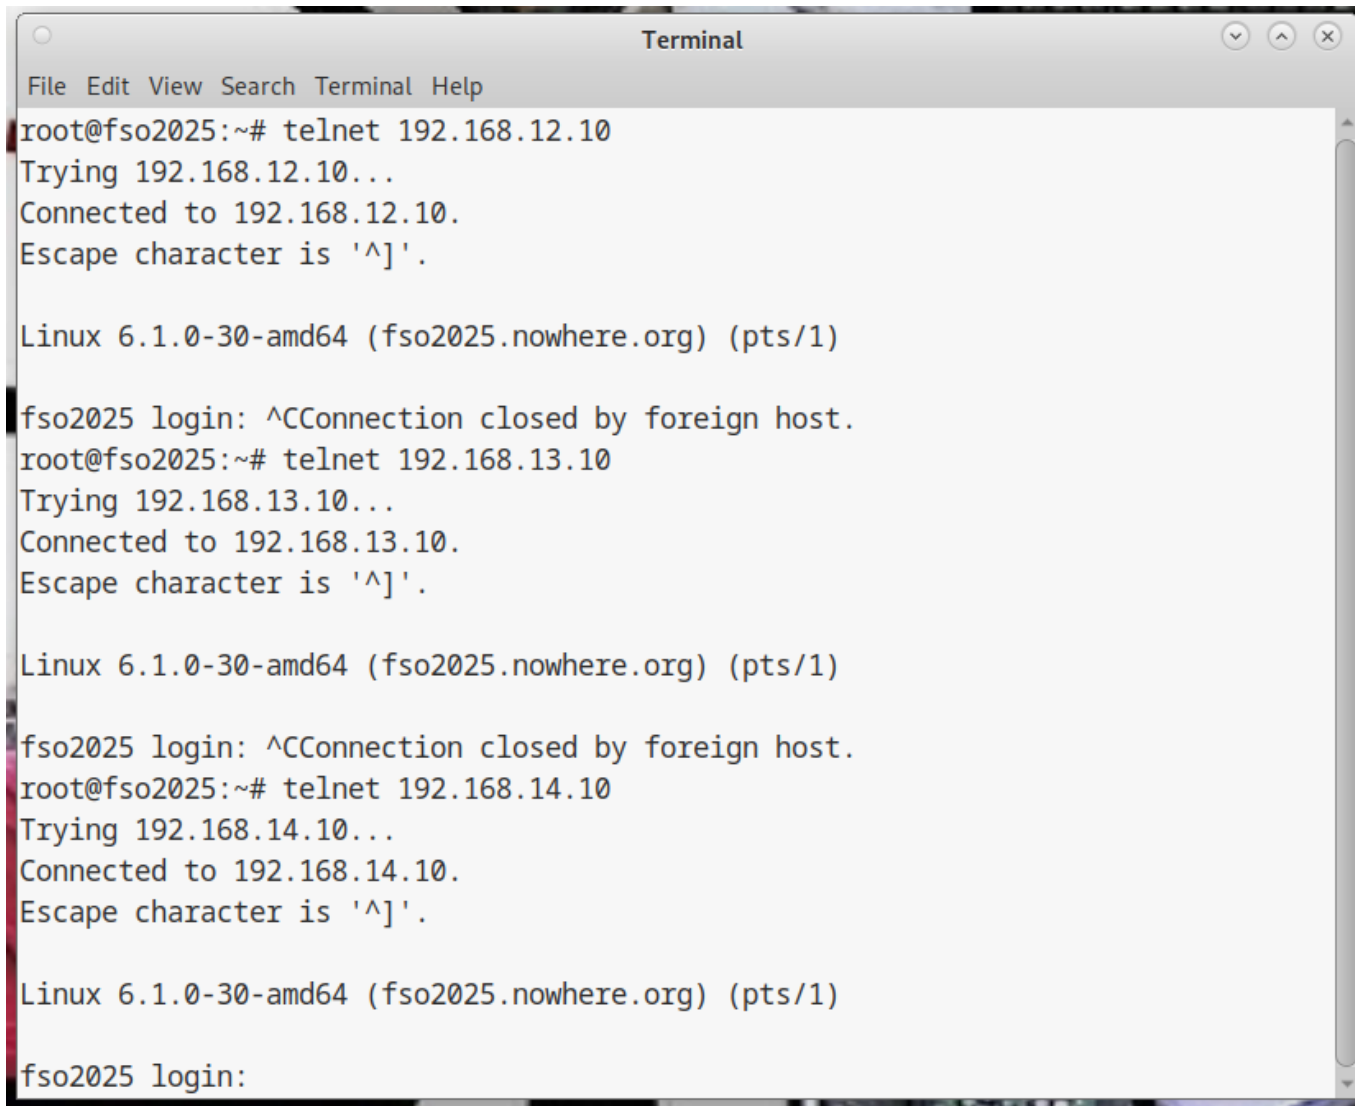 Terminal
File Edit View Search Terminal Help
root@fso2025:~# telnet 192.168.12.10
Trying 192.168.12.10...
Connected to 192.168.12.10.
Escape character is '^]'.
Linux 6.1.0-30-amd64 (fso2025.nowhere.org) (pts/1)
fso2025 login: ^CConnection closed by foreign host.
root@fso2025:~# telnet 192.168.13.10
Trying 192.168.13.10...
Connected to 192.168.13.10.
Escape character is '^]'.
Linux 6.1.0-30-amd64 (fso2025.nowhere.org) (pts/1)
fso2025 login: ^CConnection closed by foreign host.
root@fso2025:~# telnet 192.168.14.10
Trying 192.168.14.10...
Connected to 192.168.14.10.
Escape character is '^]'.
Linux 6.1.0-30-amd64 (fso2025.nowhere.org) (pts/1)
fso2025 login: